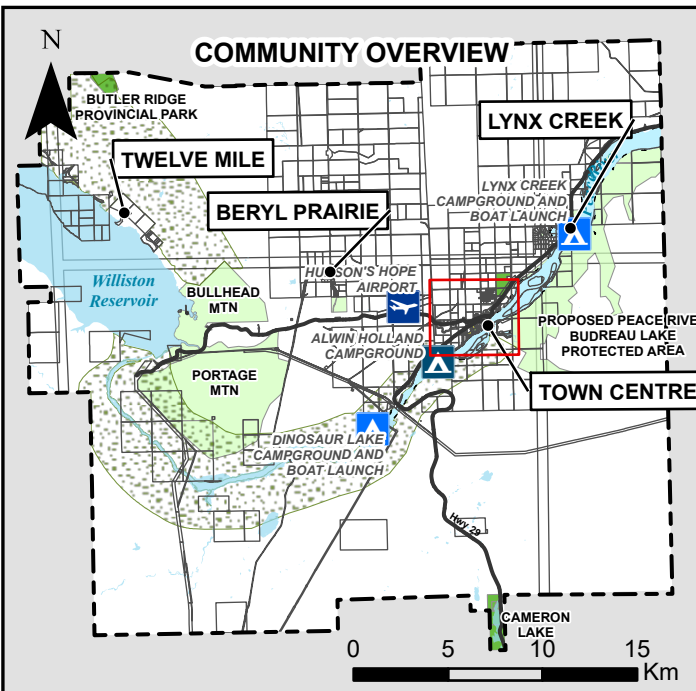 COMMUNITY OVERVIEW
N
BUTLER RIDGE
PROVINCIAL PARK
LYNX CREEK
TWELVE MILE
LYNX CREEK
CAMPGROUND AND
BOAT LAUNCH
BERYL PRAIRIE
HUDSON'S HOPE
AIRPORT
Williston
Reservoir
BULLHEAD
MTN
PROPOSED PEACE RIVE
BUDREAU LAKE
PROTECTED AREA
ALWIN HOLLAND
CAMPGROUND
PORTAGE
MTN
TOWN CENTRE
DINOSAUR LAKE
CAMPGROUND AND
BOAT LAUNCH
Hwy 29
CAMERON
LAKE
0 5 10 15
Km